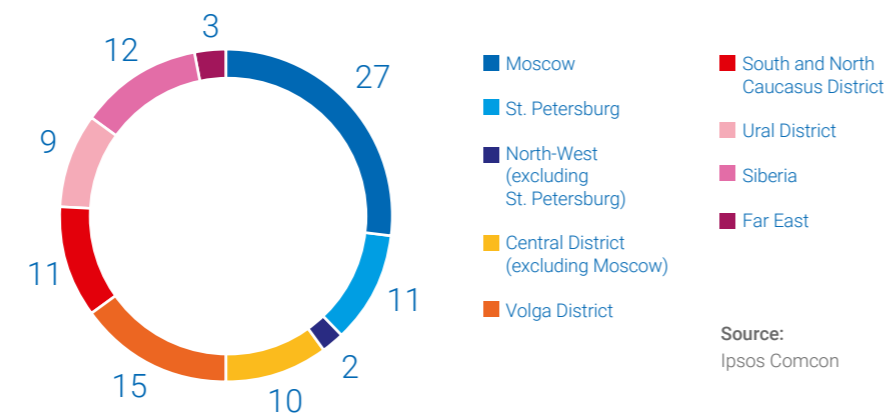 3
12
27
9
11
11
2
15
10
Moscow
St. Petersburg
North-West
(excluding
St. Petersburg)
Central District
(excluding Moscow)
Volga District
South and North
Caucasus District
Ural District
Siberia
Far East
Source:
Ipsos Comcon